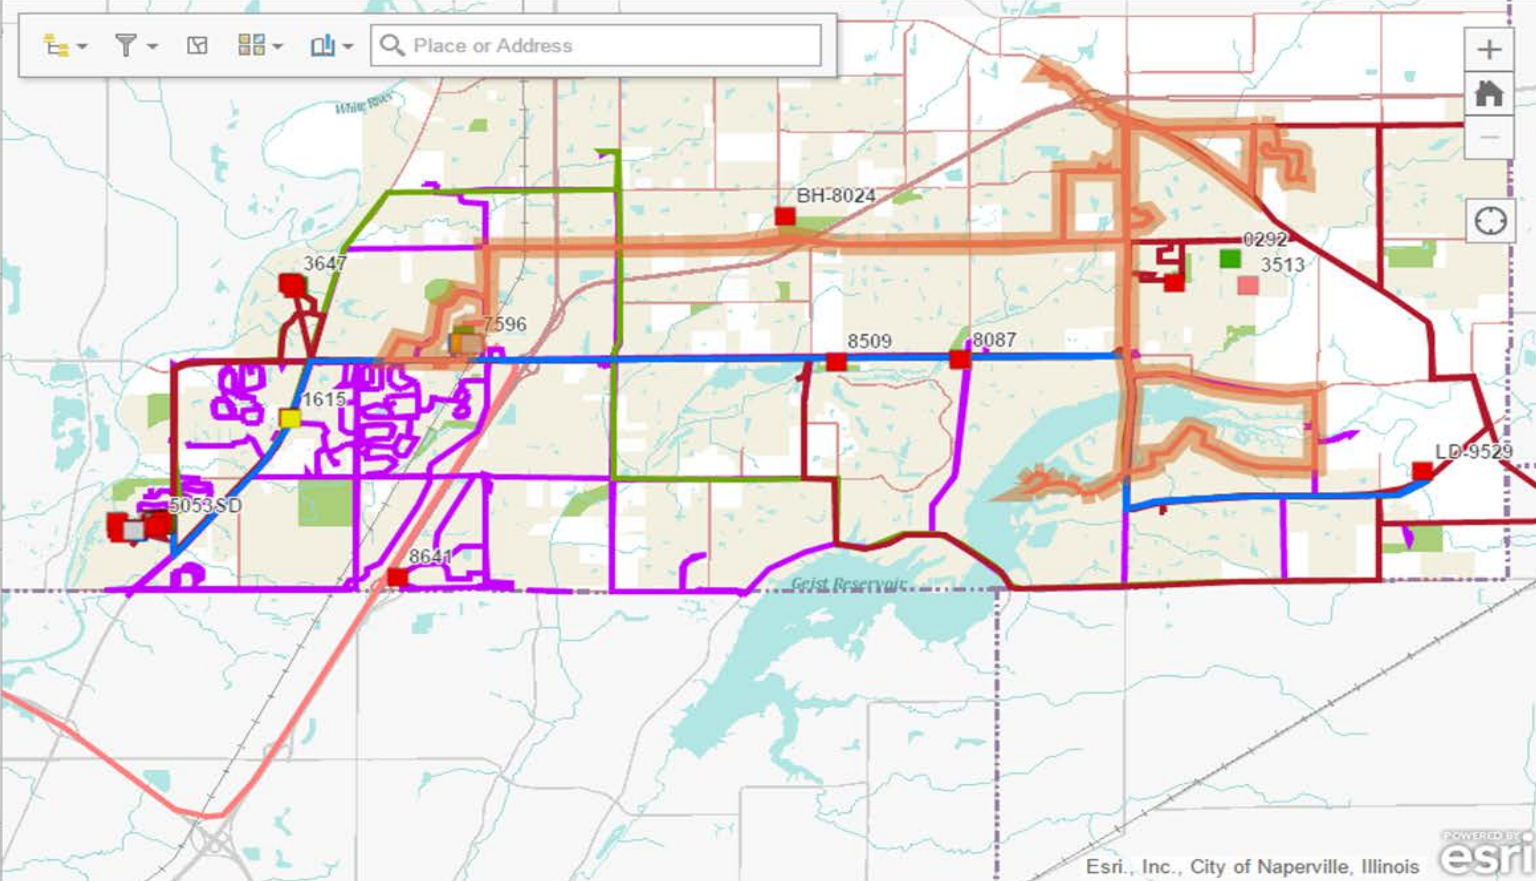 Place or Address
White River
BH-8024
3647
0292
3513
7596
8509
8087
1615
LD-9529
5053SD
8641
Geist Reservoir
Esri., Inc., City of Naperville, Illinois
POWERED BY
esri